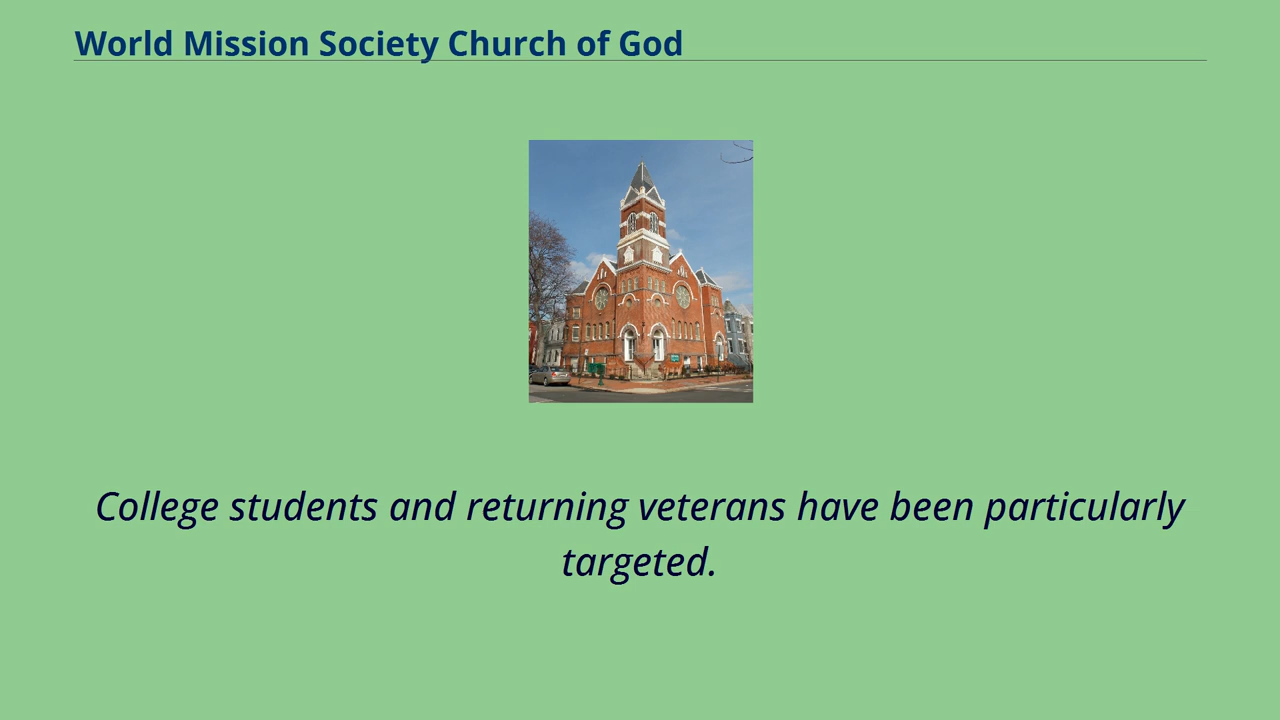 World Mission Society Church of God
College students and returning veterans have been particularly
targeted.